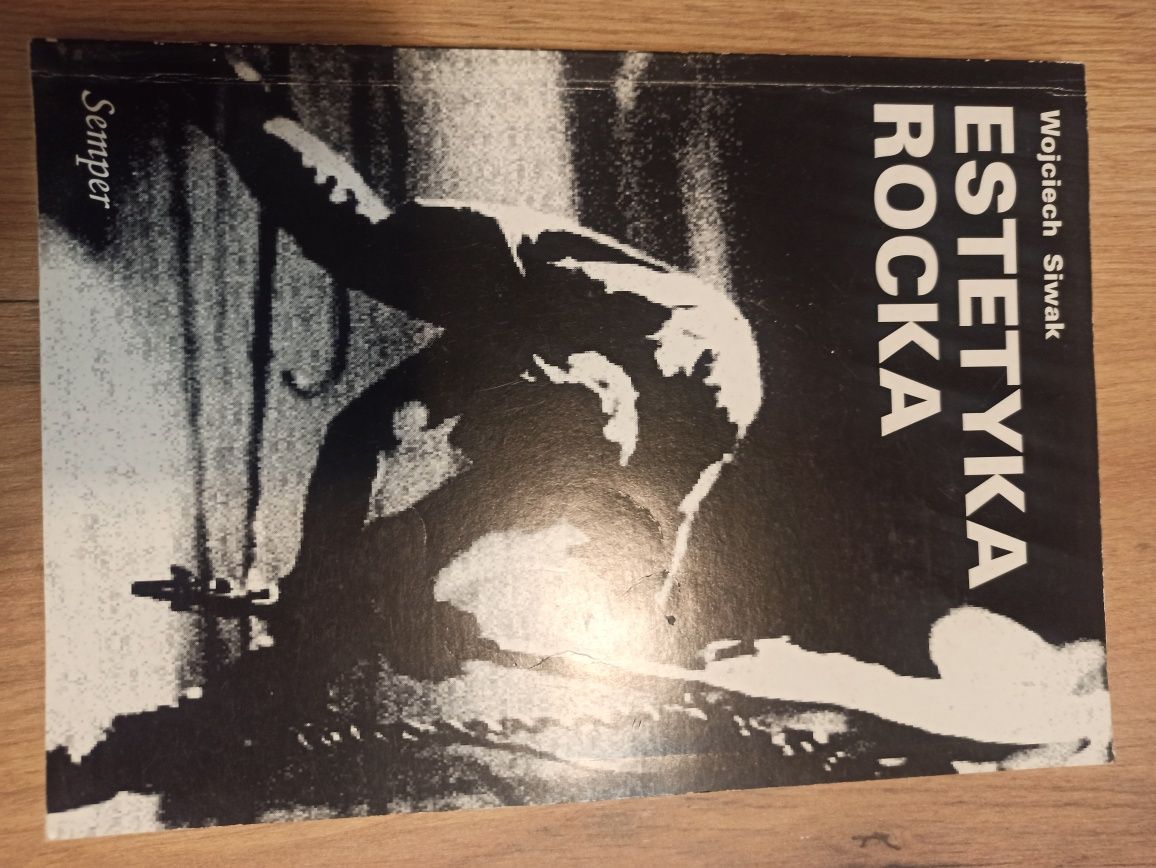 Wojciech Siwak
ESTETYKA
ROCKA
Semper